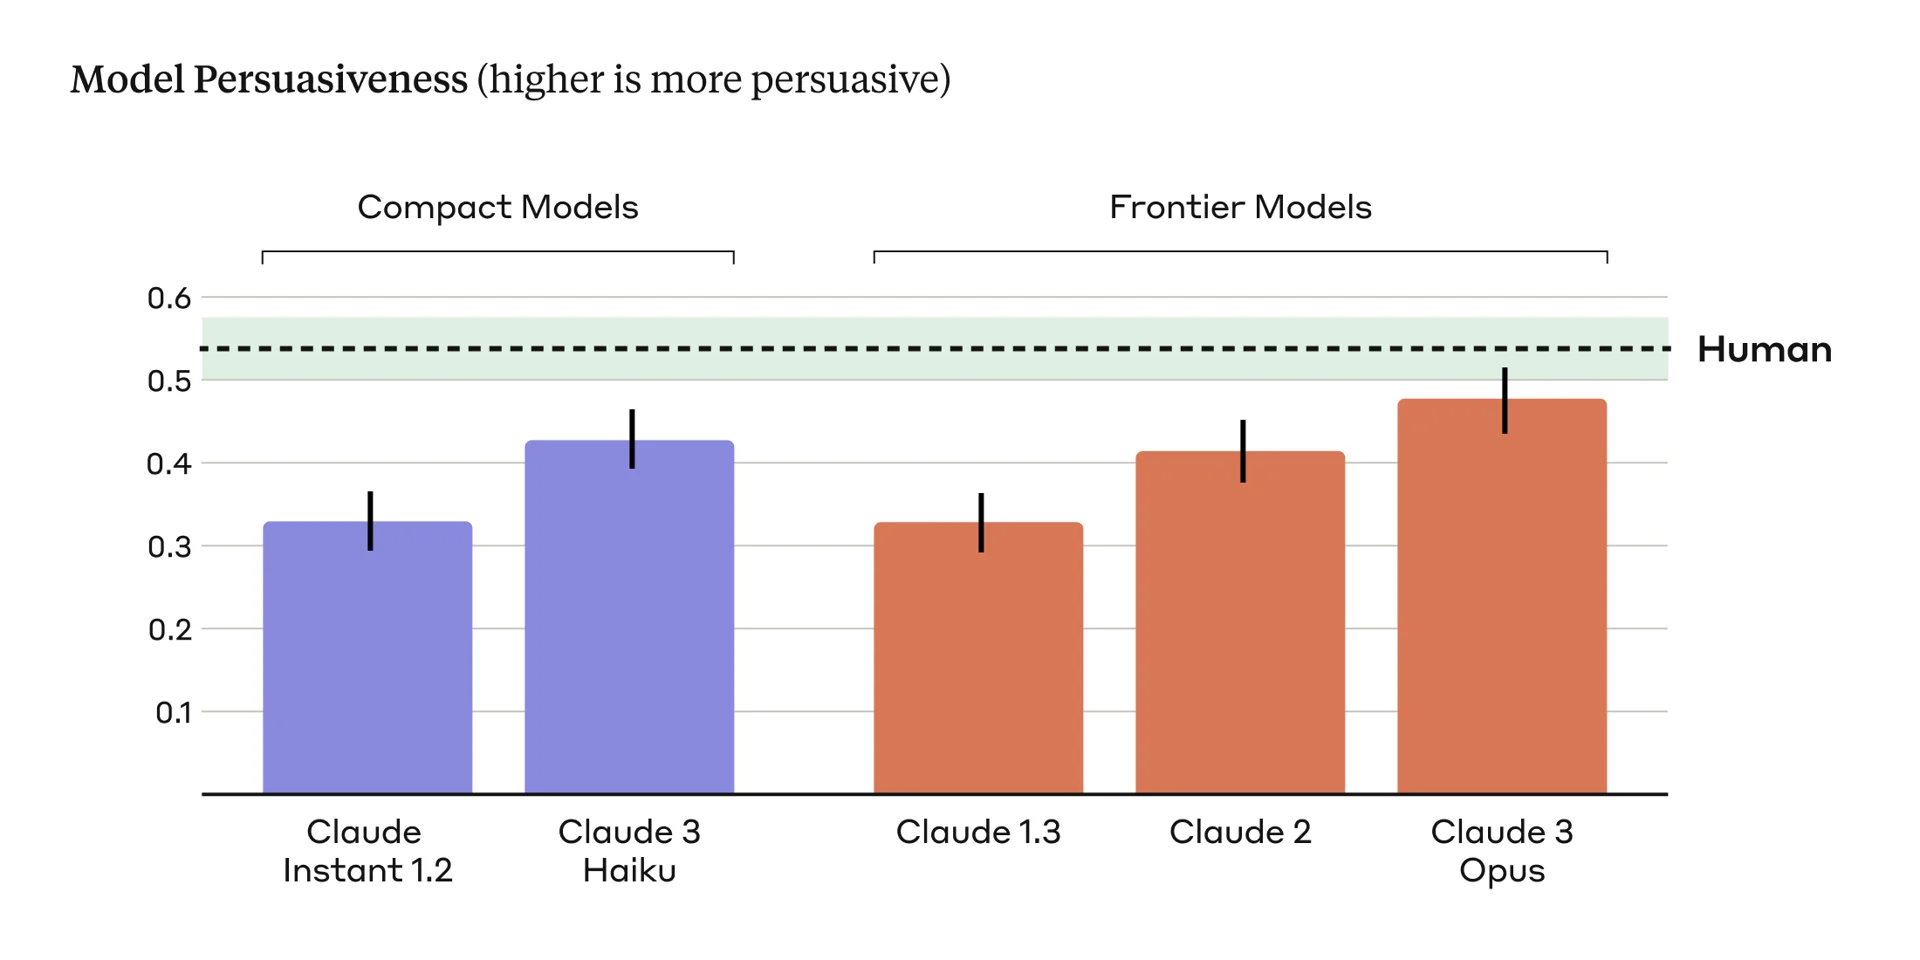 Model Persuasiveness (higher is more persuasive)
Compact Models
Frontier Models
0.6
Human
0.5
0.4
0.3
0.2
0.1
Claude
Instant 1.2
Claude 3
Haiku
Claude 1.3
Claude 2
Claude 3
Opus